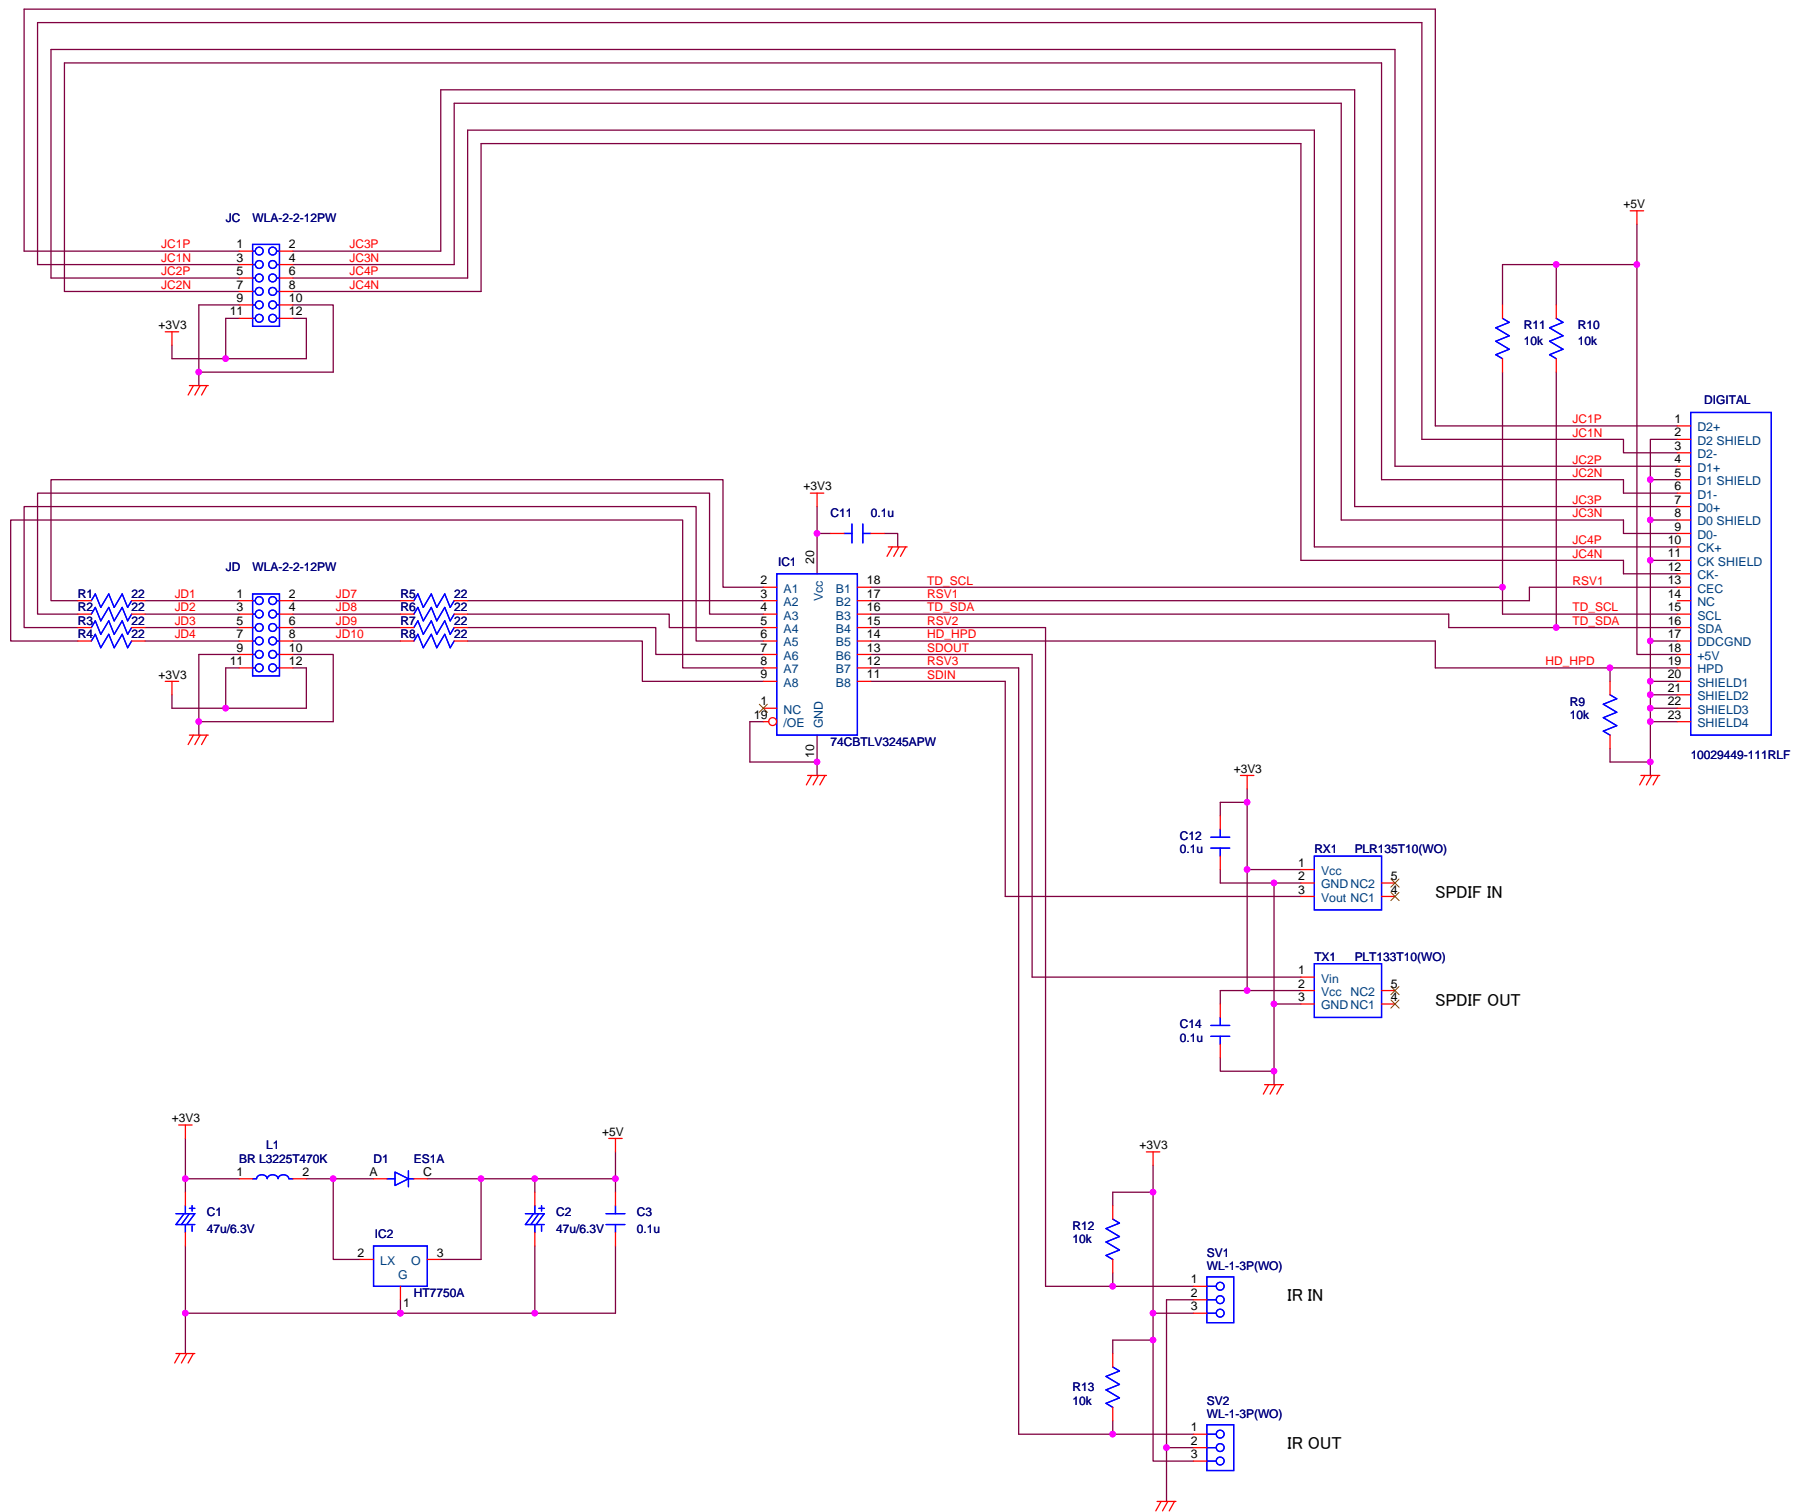 JC WLA-2-2-12PW
JC1P 1 2 JC3P
JC1N 3 4 JC3N
JC2P 5 6 JC4P
JC2N 7 8 JC4N
9 10
11 12
+3V3
+5V
R11 10k
R10 10k
DIGITAL
JC1P 1 D2+
JC1N 2 D2 SHIELD
3 D2-
JC2P 4 D1+
JC2N 5 D1 SHIELD
6 D1-
JC3P 7 D0+
JC3N 8 D0 SHIELD
9 D0-
JC4P 10 CK+
JC4N 11 CK SHIELD
12 CK-
RSV1 13 CEC
14 NC
TD_SCL 15 SCL
TD_SDA 16 SDA
17 DDCGND
18 +5V
HD_HPD 19 HPD
20 SHIELD1
21 SHIELD2
22 SHIELD3
23 SHIELD4
10029449-111RLF
R9
10k
JD WLA-2-2-12PW
R1 22 JD1 1 2 JD7 R5 22
R2 22 JD2 3 4 JD8 R6 22
R3 22 JD3 5 6 JD9 R7 22
R4 22 JD4 7 8 JD10 R8 22
9 10
11 12
+3V3
+3V3
C11 0.1u
20
IC1
Vcc
2 A1 B1 18 TD_SCL
3 A2 B2 17 RSV1
4 A3 B3 16 TD_SDA
5 A4 B4 15 RSV2
6 A5 B5 14 HD_HPD
7 A6 B6 13 SDOUT
8 A7 B7 12 RSV3
9 A8 B8 11 SDIN
1 NC
19 /OE
GND
10
74CBTLV3245APW
+3V3
C12
0.1u
RX1 PLR135T10(WO)
1 Vcc
2 GND NC2 5
3 Vout NC1 4
SPDIF IN
TX1 PLT133T10(WO)
1 Vin
2 Vcc NC2 5
3 GND NC1 4
SPDIF OUT
C14
0.1u
+3V3
L1
BR L3225T470K
1 2
D1 ES1A
A C
+5V
C1
47u/6.3V
IC2
2 LX O 3
G
1
HT7750A
C2
47u/6.3V
C3
0.1u
+3V3
R12
10k
SV1
WL-1-3P(WO)
1
2
3
IR IN
R13
10k
SV2
WL-1-3P(WO)
1
2
3
IR OUT